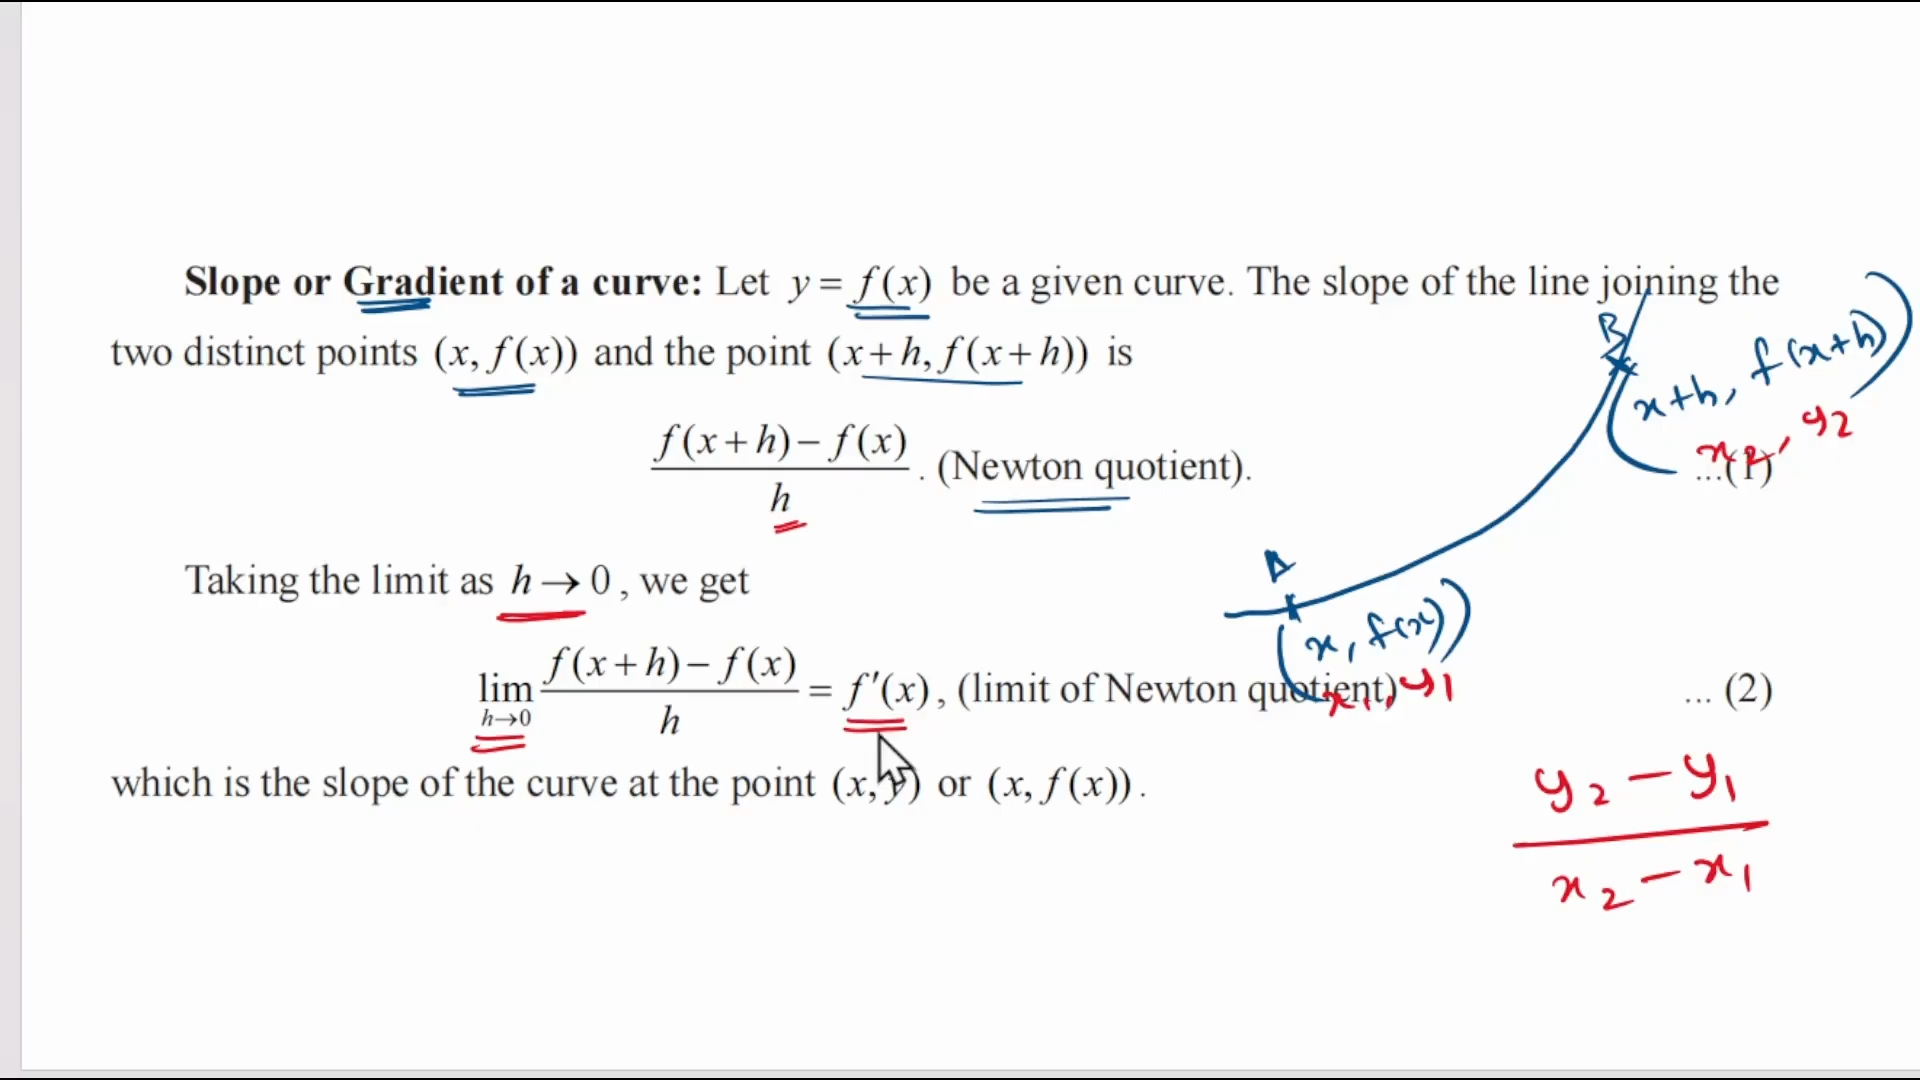 Slope or Gradient of a curve: Let y = f(x) be a given curve. The slope of the line joining the
two distinct points (x, f(x)) and the point (x + h, f(x + h)) is
B
(x+h, f(x+h))
x2, y2
f(x + h) − f(x)
h
. (Newton quotient).
...(1)
A
Taking the limit as h → 0, we get
(x, f(x))
x1, y1
lim h→0
f(x + h) − f(x)
h
= f′(x), (limit of Newton quotient)
... (2)
which is the slope of the curve at the point (x, y) or (x, f(x)).
y2 − y1
x2 − x1